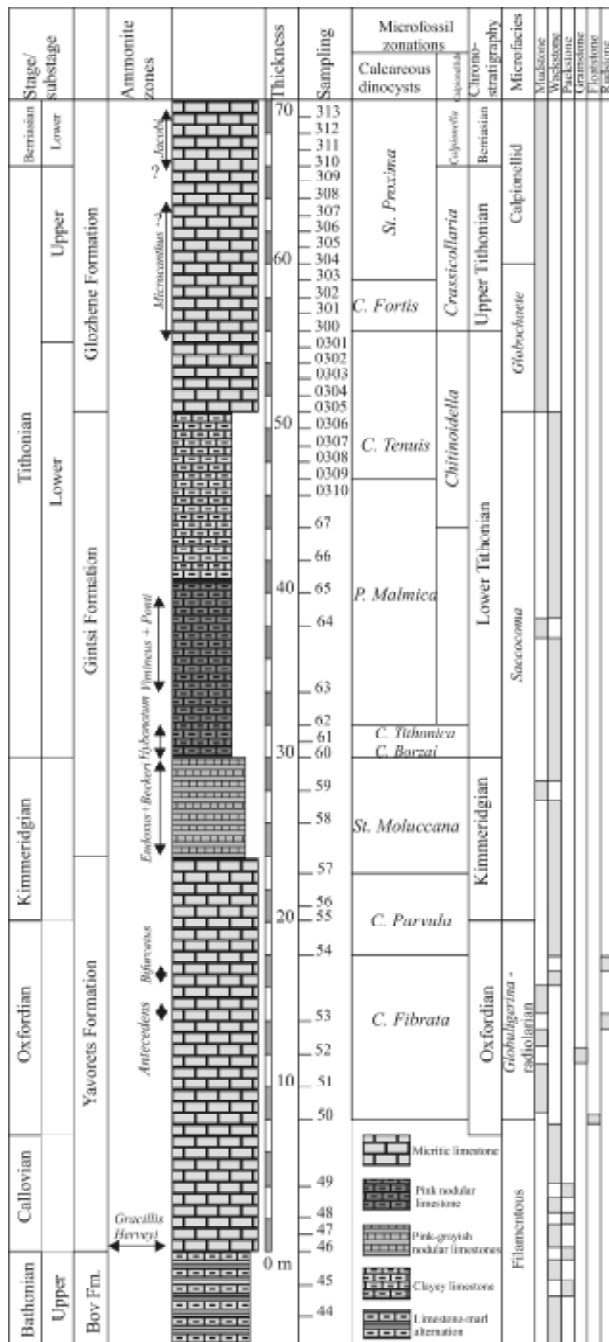 Stage/
substage
Ammonite
zones
Thickness
Sampling
Microfossil
zonations
Calcareous
dinocysts
Calpionellids
Chrono-
stratigraphy
Microfacies
Mudstone
Wackstone
Packstone
Grainstone
Floatstone
Rudstone
Berriasian
Lower
Upper
Tithonian
Lower
Kimmeridgian
Oxfordian
Callovian
Bathonian
Upper
Glozhene Formation
Gintsi Formation
Yavorets Formation
Bov Fm.
-?- Jacobi
Microcanthus -?
Vimineus + Ponti
Hybonotum
Eudoxus+Beckeri
Bifurcatus
Antecedens
Gracillis
Herveyi
70
60
50
40
30
20
10
0 m
313
312
311
310
309
308
307
306
305
304
303
302
301
300
0301
0302
0303
0304
0305
0306
0307
0308
0309
0310
67
66
65
64
63
62
61
60
59
58
57
56
55
54
53
52
51
50
49
48
47
46
45
44
St. Proxima
C. Fortis
C. Tenuis
P. Malmica
C. Tithonica
C. Borzai
St. Moluccana
C. Parvula
C. Fibrata
Calpionella
Crassicollaria
Chitinoidella
Berriasian
Upper Tithonian
Lower Tithonian
Kimmeridgian
Oxfordian
Calpionellid
Globochaete
Saccocoma
Globuligerina -
radiolarian
Filamentous
Micritic limestone
Pink nodular
limestone
Pink-grayish
nodular limestones
Clayey limestone
Limestone-marl
alternation